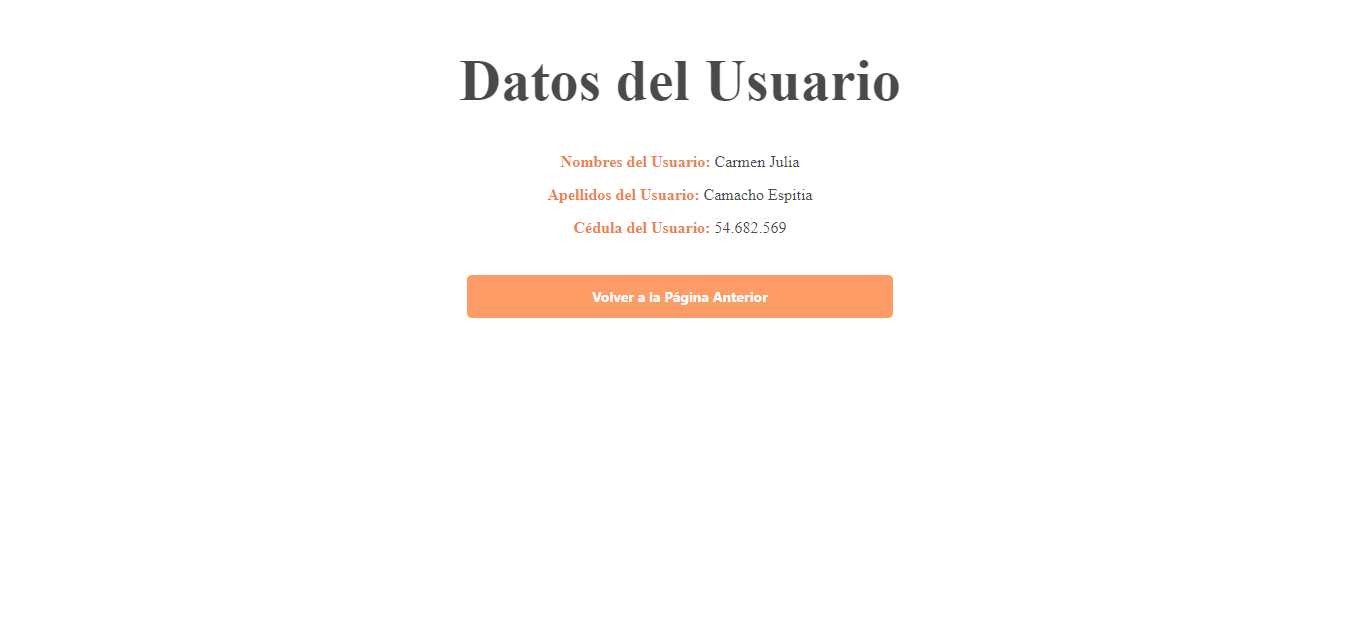 Datos del Usuario
Nombres del Usuario: Carmen Julia
Apellidos del Usuario: Camacho Espitia
Cédula del Usuario: 54.682.569
Volver a la Página Anterior